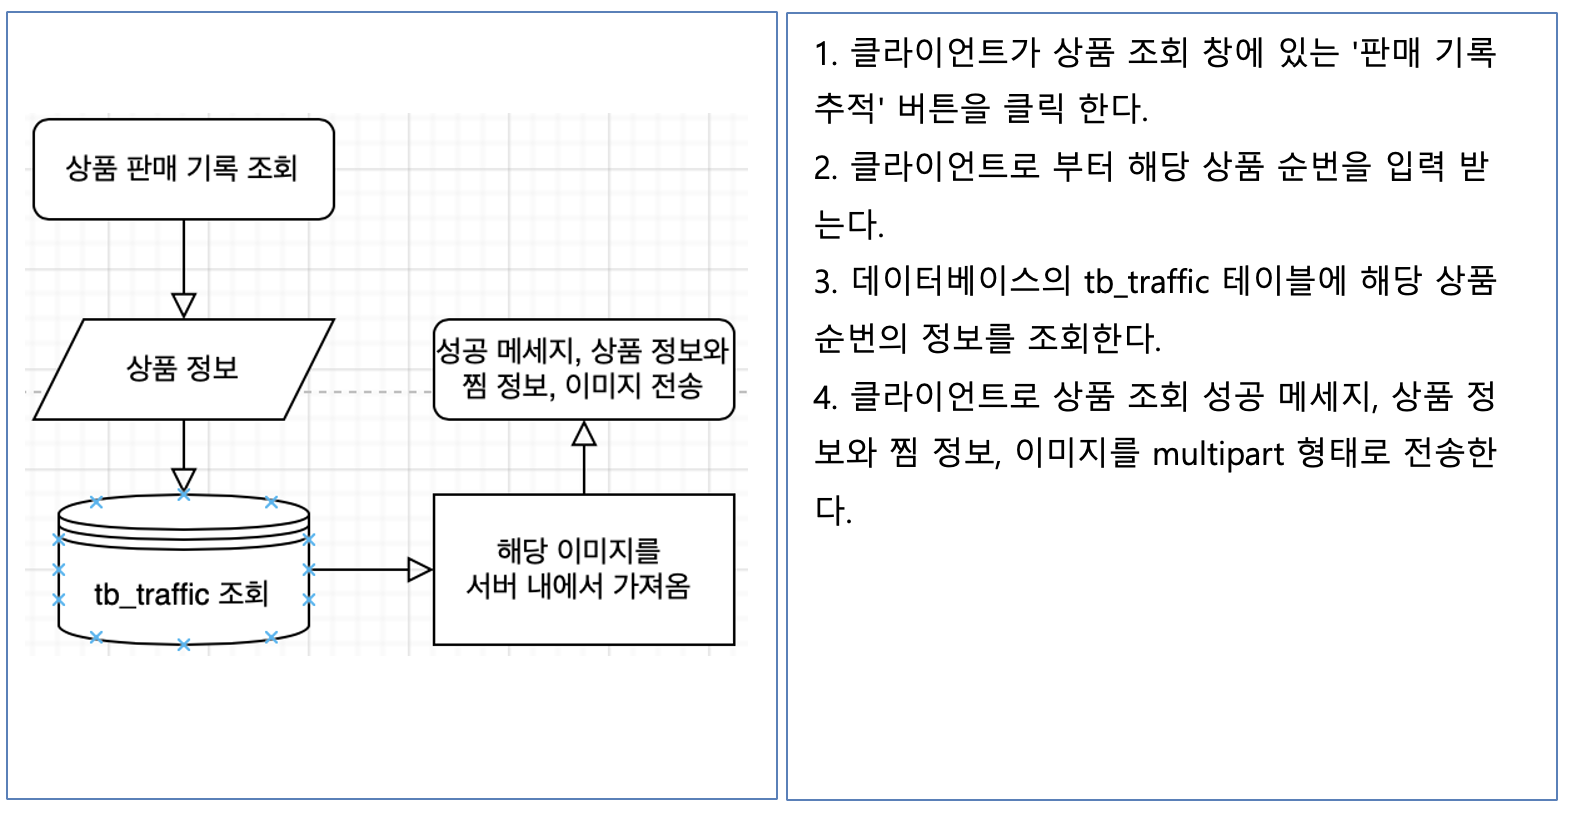 상품 판매 기록 조회
상품 정보
tb_traffic 조회
해당 이미지를
서버 내에서 가져옴
성공 메세지, 상품 정보와
찜 정보, 이미지 전송
1. 클라이언트가 상품 조회 창에 있는 '판매 기록
추적' 버튼을 클릭 한다.
2. 클라이언트로 부터 해당 상품 순번을 입력 받
는다.
3. 데이터베이스의 tb_traffic 테이블에 해당 상품
순번의 정보를 조회한다.
4. 클라이언트로 상품 조회 성공 메세지, 상품 정
보와 찜 정보, 이미지를 multipart 형태로 전송한
다.